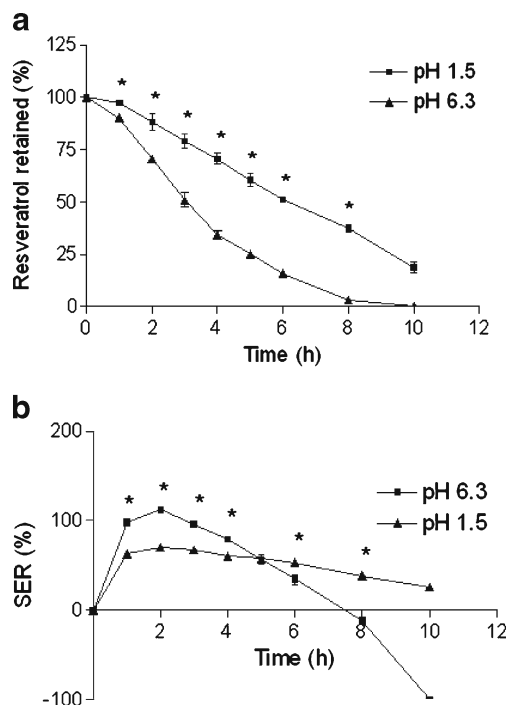 a
125
100
75
50
25
0
Resveratrol retained (%)
pH 1.5
pH 6.3
* * * * * * *
0 2 4 6 8 10 12
Time (h)
b
200
100
0
-100
SER (%)
pH 6.3
pH 1.5
* * * * * *
2 4 6 8 10 12
Time (h)